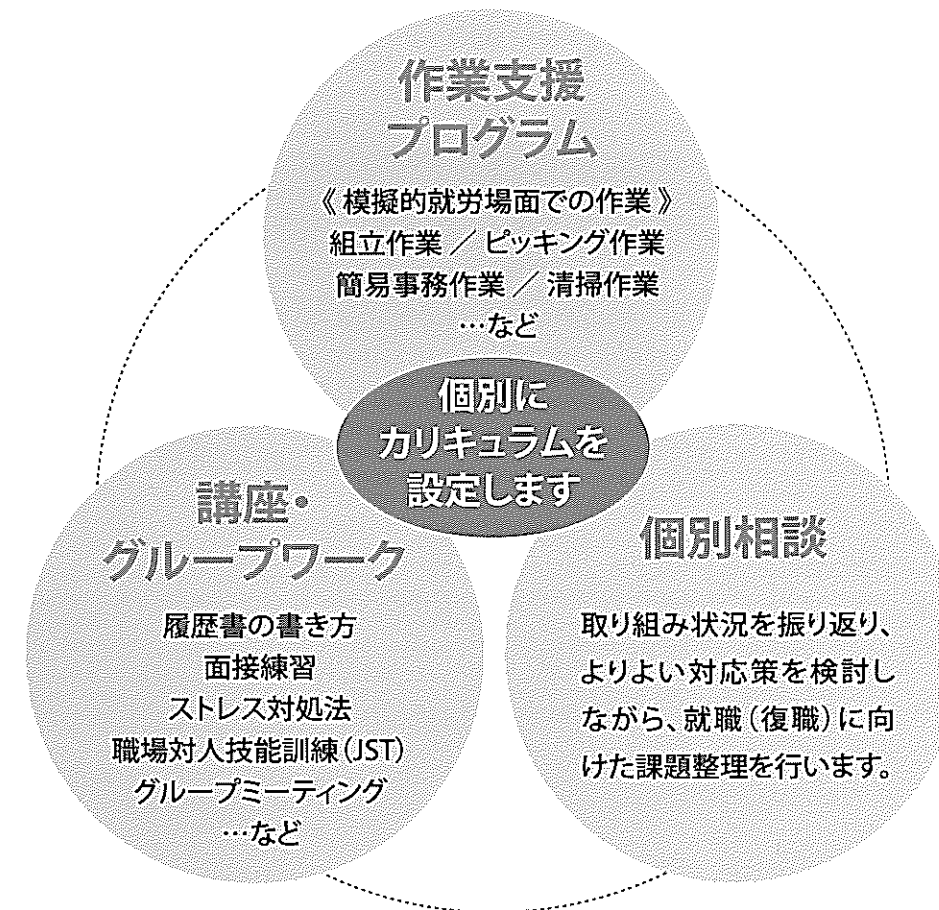 作業支援
プログラム
《 模擬的就労場面での作業 》
組立作業 ／ ピッキング作業
簡易事務作業 ／ 清掃作業
…など
個別に
カリキュラムを
設定します
講座・
グループワーク
履歴書の書き方
面接練習
ストレス対処法
職場対人技能訓練（JST）
グループミーティング
…など
個別相談
取り組み状況を振り返り、
よりよい対応策を検討し
ながら、就職（復職）に向
けた課題整理を行います。